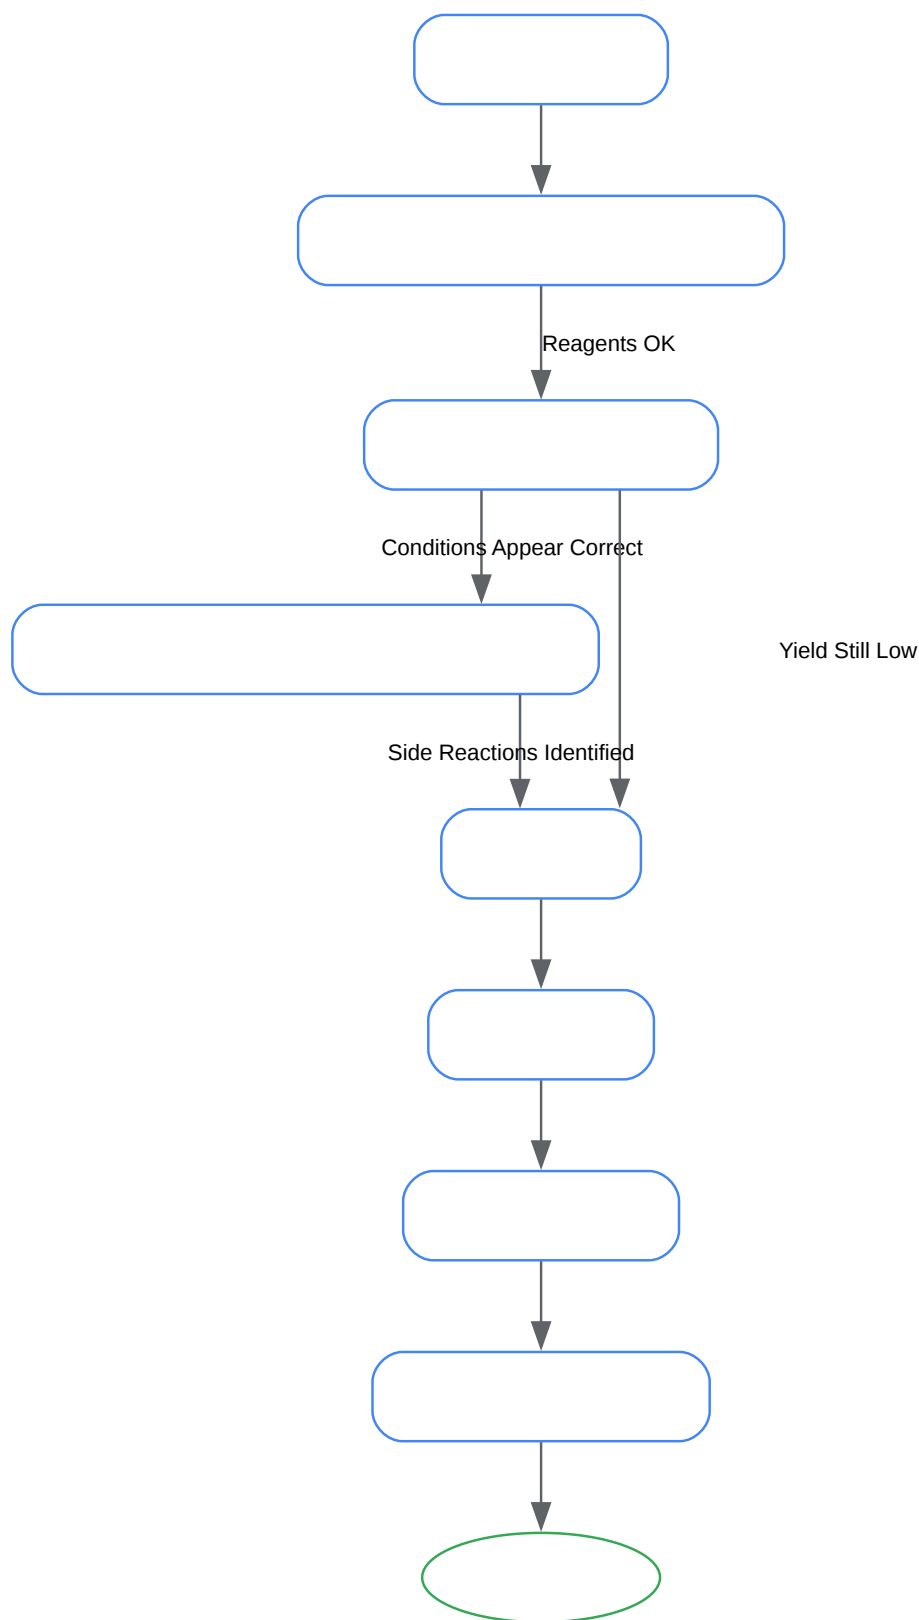 Reagents OK
Conditions Appear Correct
Yield Still Low
Side Reactions Identified